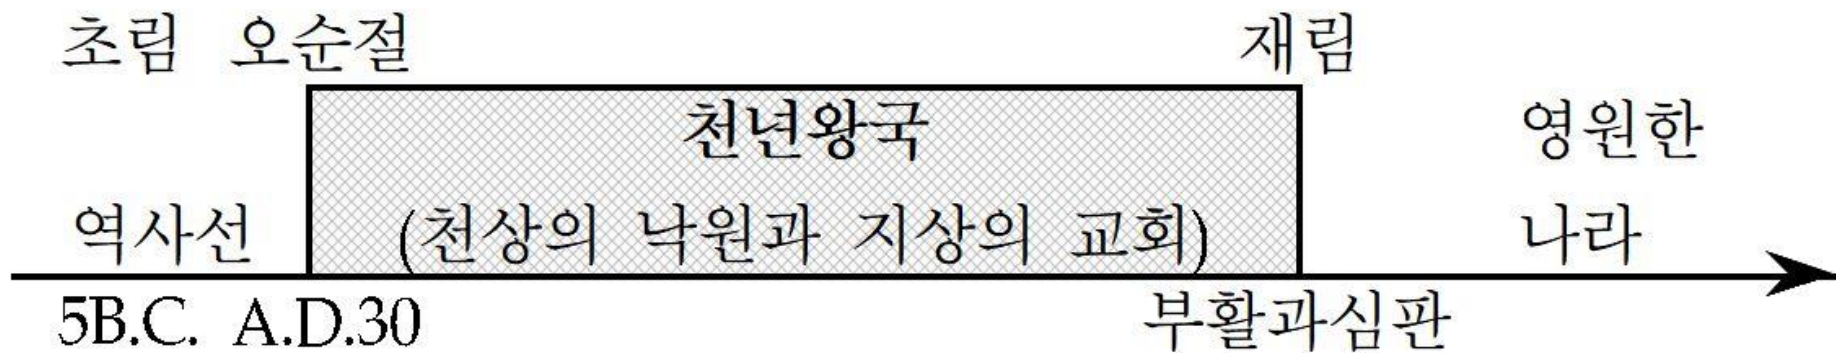 초림 오순절 재림
천년왕국 영원한
역사선 (천상의 낙원과 지상의 교회) 나라
5B.C. A.D.30 부활과심판